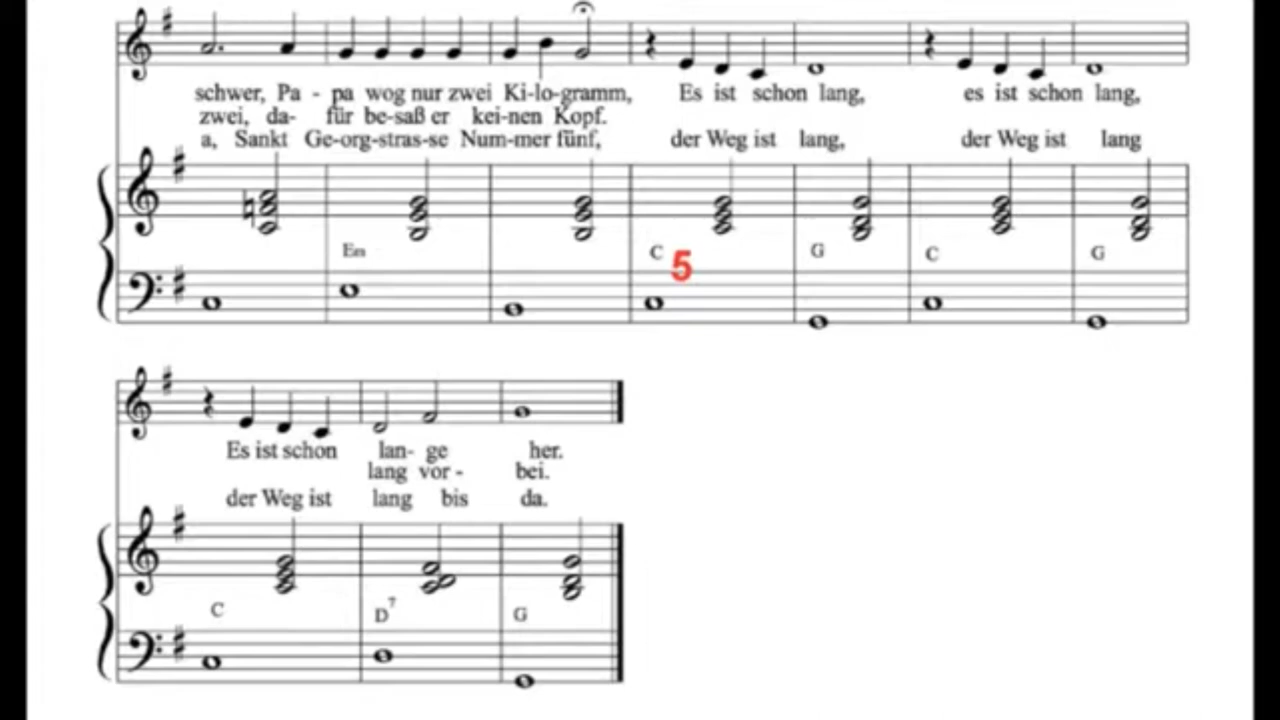 schwer, Pa - pa wog nur zwei Ki-lo-gramm, Es ist schon lang, es ist schon lang,
zwei, da- für be-saß er kei-nen Kopf.
a, Sankt Ge-org-stras-se Num-mer fünf, der Weg ist lang, der Weg ist lang
Em C 5 G C G
Es ist schon lan- ge her.
lang vor - bei.
der Weg ist lang bis da.
C D7 G